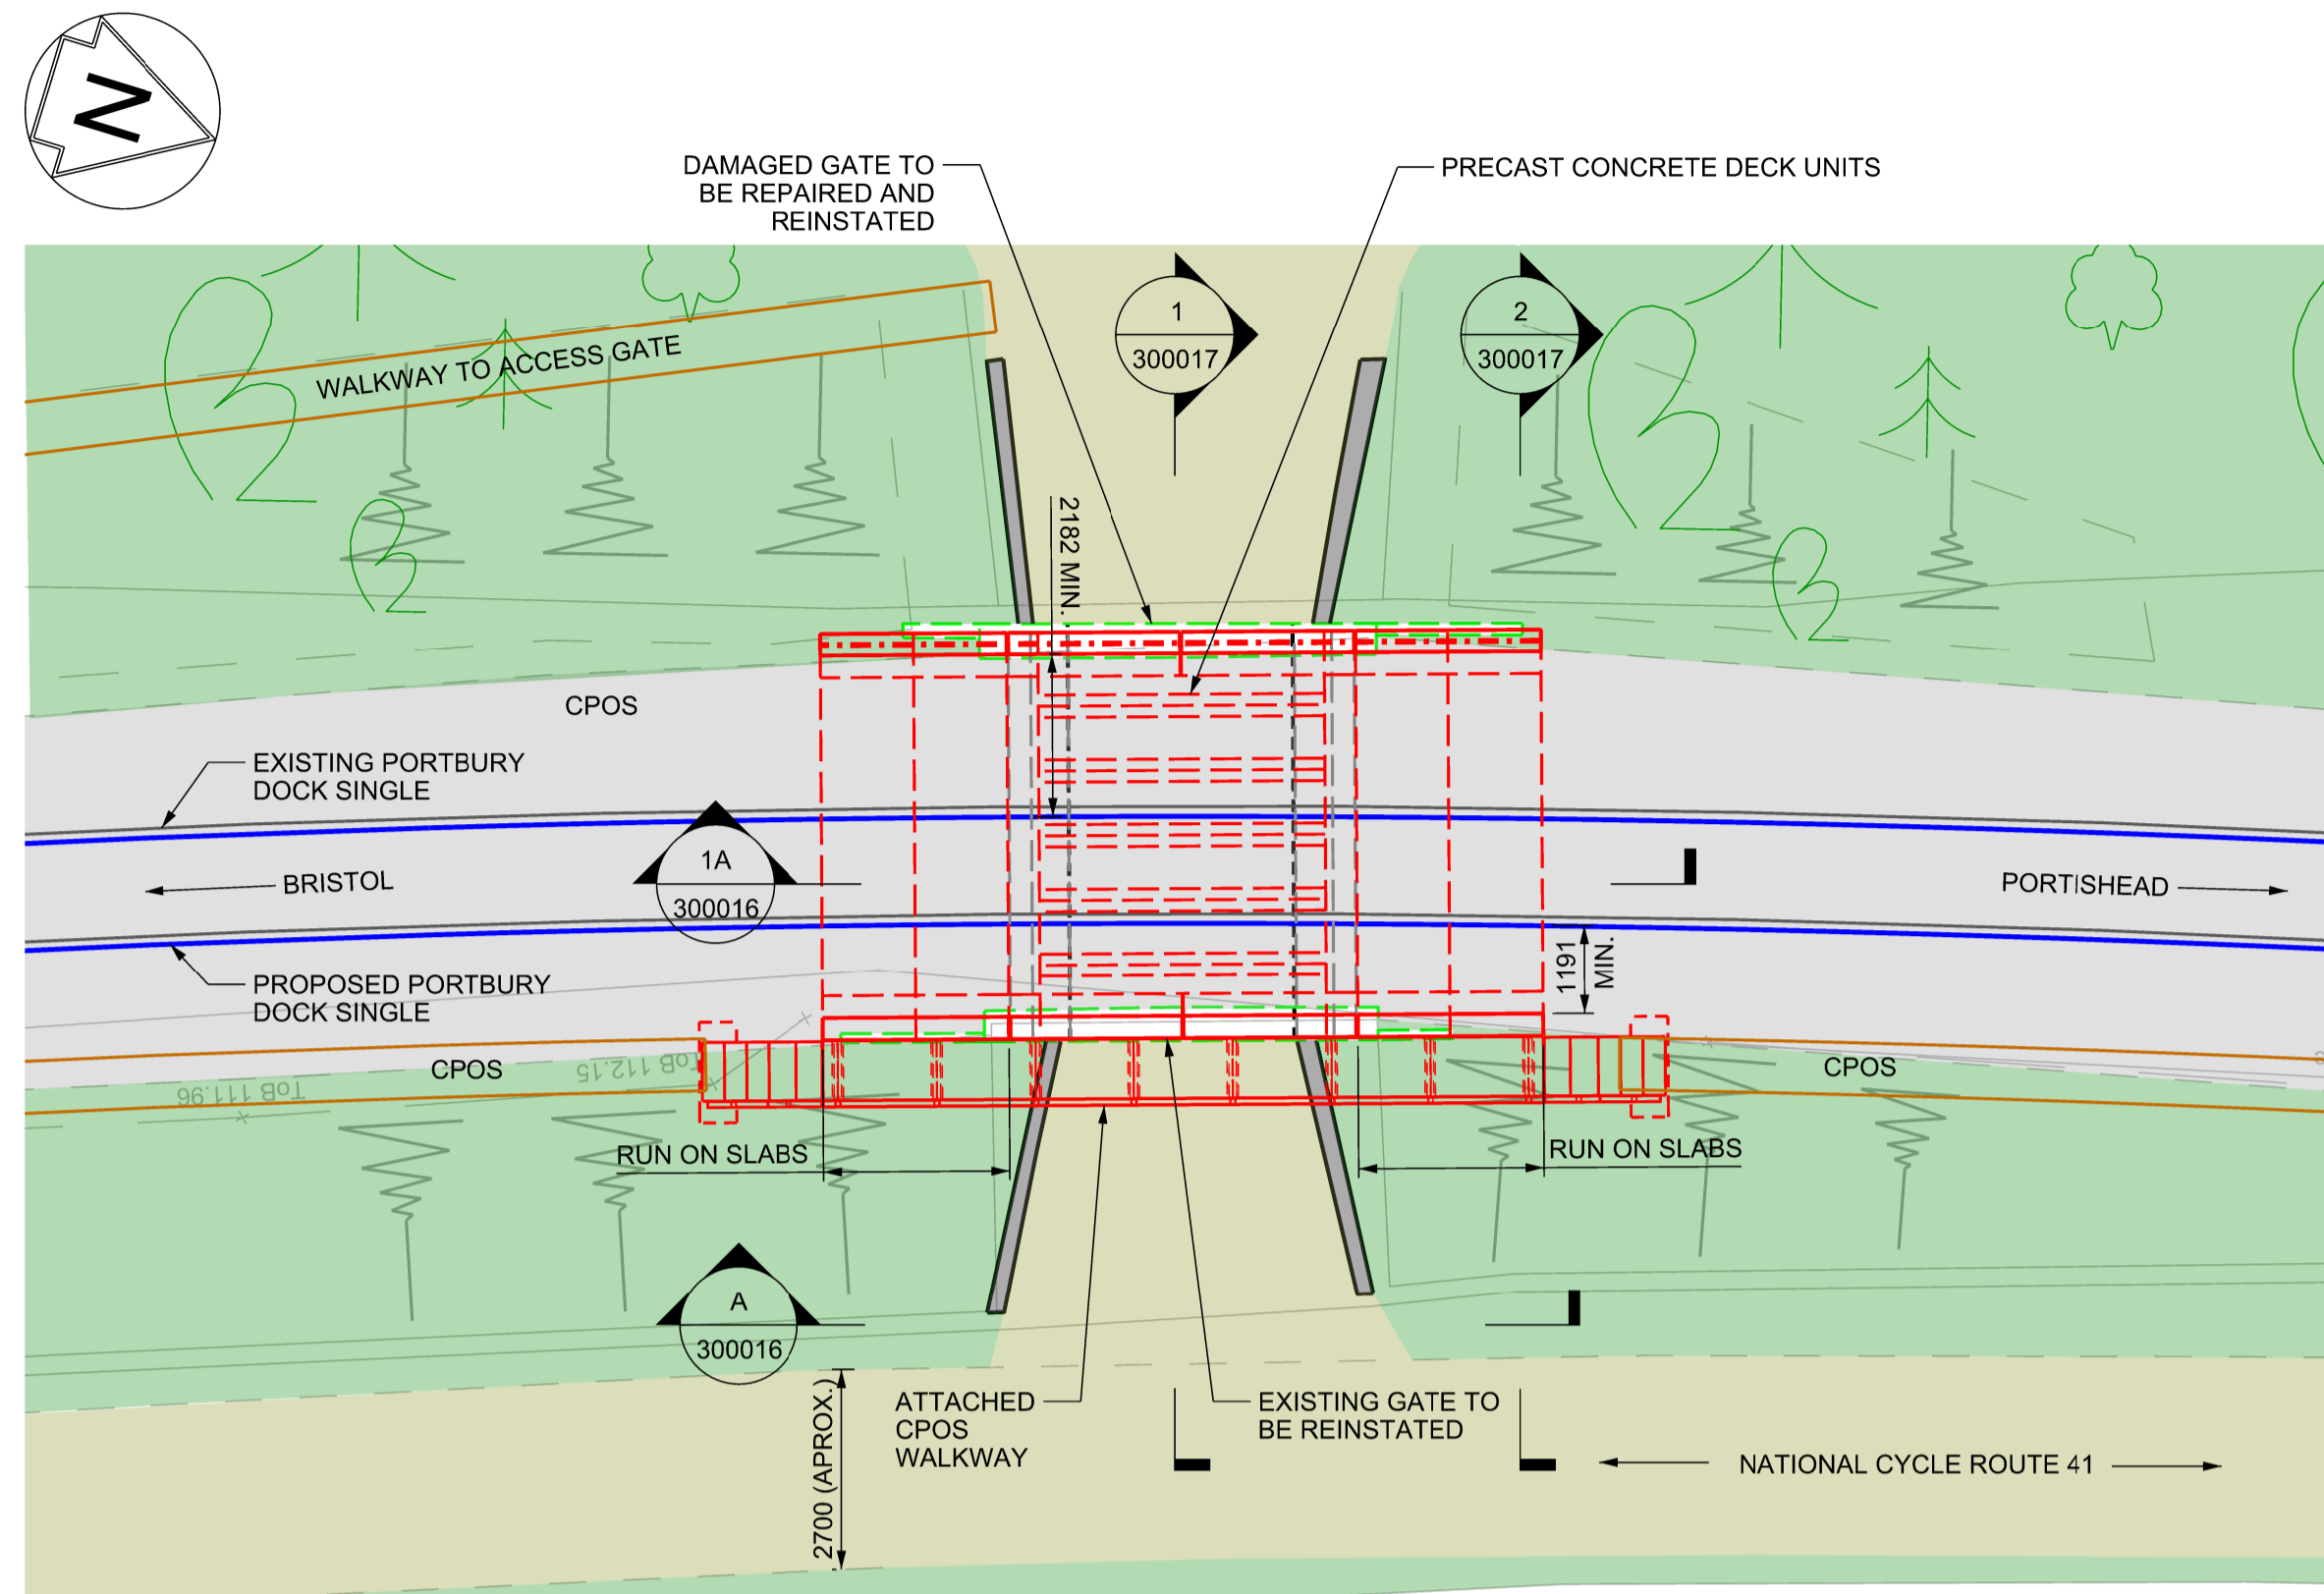 N
DAMAGED GATE TO
BE REPAIRED AND
REINSTATED
PRECAST CONCRETE DECK UNITS
1
300017
2
300017
WALKWAY TO ACCESS GATE
2182 MIN.
CPOS
EXISTING PORTBURY
DOCK SINGLE
1A
300016
BRISTOL
PORTISHEAD
PROPOSED PORTBURY
DOCK SINGLE
1191
MIN.
CPOS
ToB 111.96
ToB 112.15
CPOS
RUN ON SLABS
RUN ON SLABS
A
300016
2700 (APPROX.)
ATTACHED
CPOS
WALKWAY
EXISTING GATE TO
BE REINSTATED
NATIONAL CYCLE ROUTE 41